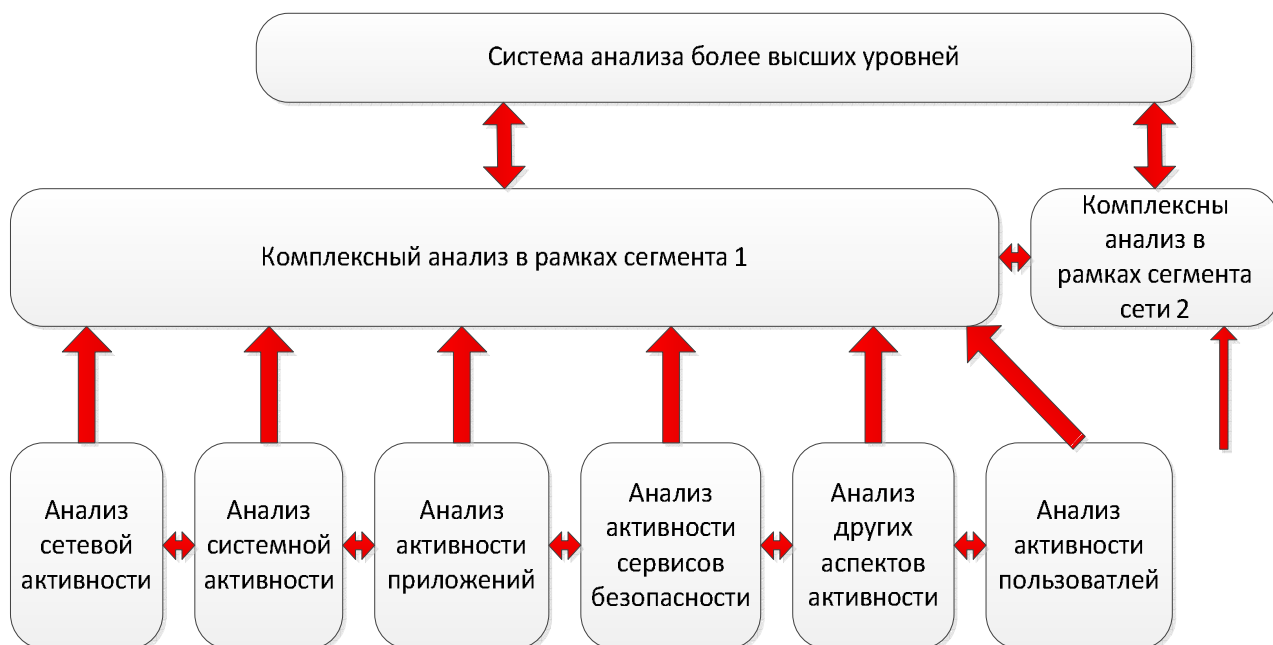 Система анализа более высших уровней
Комплексный анализ в рамках сегмента 1
Комплексны
анализ в
рамках сегмента
сети 2
Анализ
сетевой
активности
Анализ
системной
активности
Анализ
активности
приложений
Анализ
активности
сервисов
безопасности
Анализ
других
аспектов
активности
Анализ
активности
пользоватлей